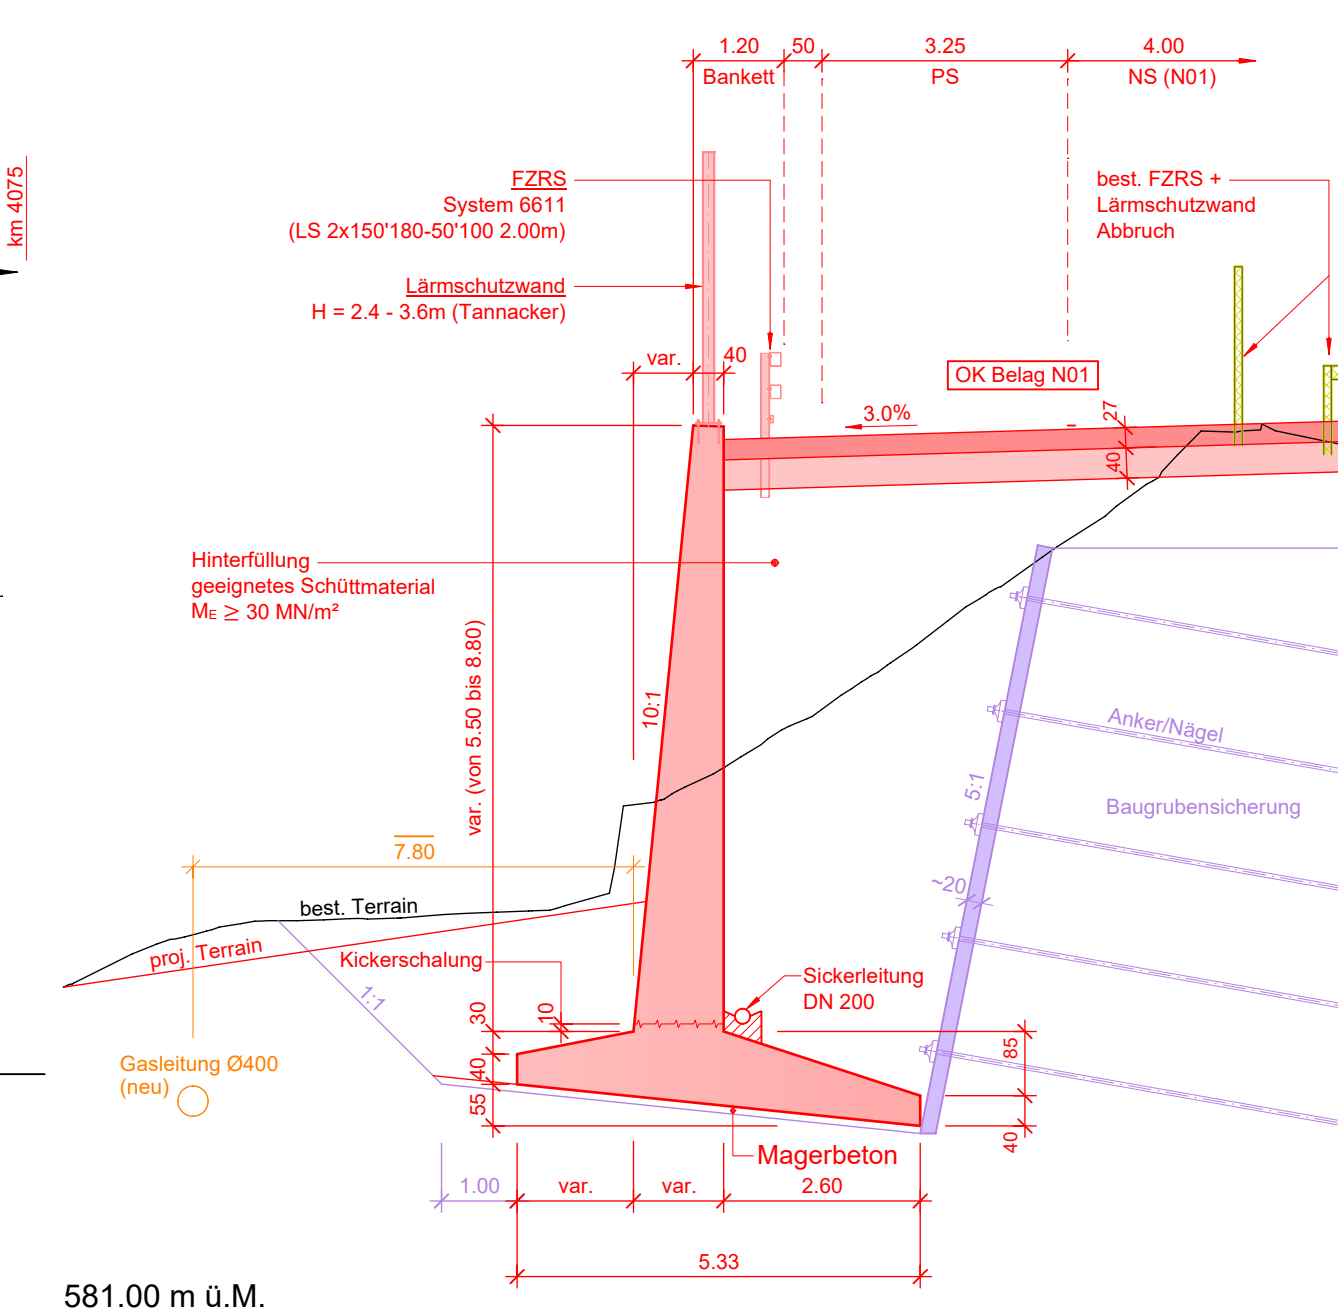 1.20
50
3.25
4.00
Bankett
PS
NS (N01)
km 4075
FZRS
System 6611
(LS 2x150'180-50'100 2.00m)
best. FZRS +
Lärmschutzwand
Abbruch
Lärmschutzwand
H = 2.4 - 3.6m (Tannacker)
var.
40
OK Belag N01
3.0%
27
40
Hinterfüllung
geeignetes Schüttmaterial
ME ≥ 30 MN/m²
var. (von 5.50 bis 8.80)
10:1
Anker/Nägel
5:1
Baugrubensicherung
7.80
~20
best. Terrain
proj. Terrain
Kickerschalung
1:1
Sickerleitung
DN 200
30
10
85
Gasleitung Ø400
(neu)
40
55
40
Magerbeton
1.00
var.
var.
2.60
5.33
581.00 m ü.M.